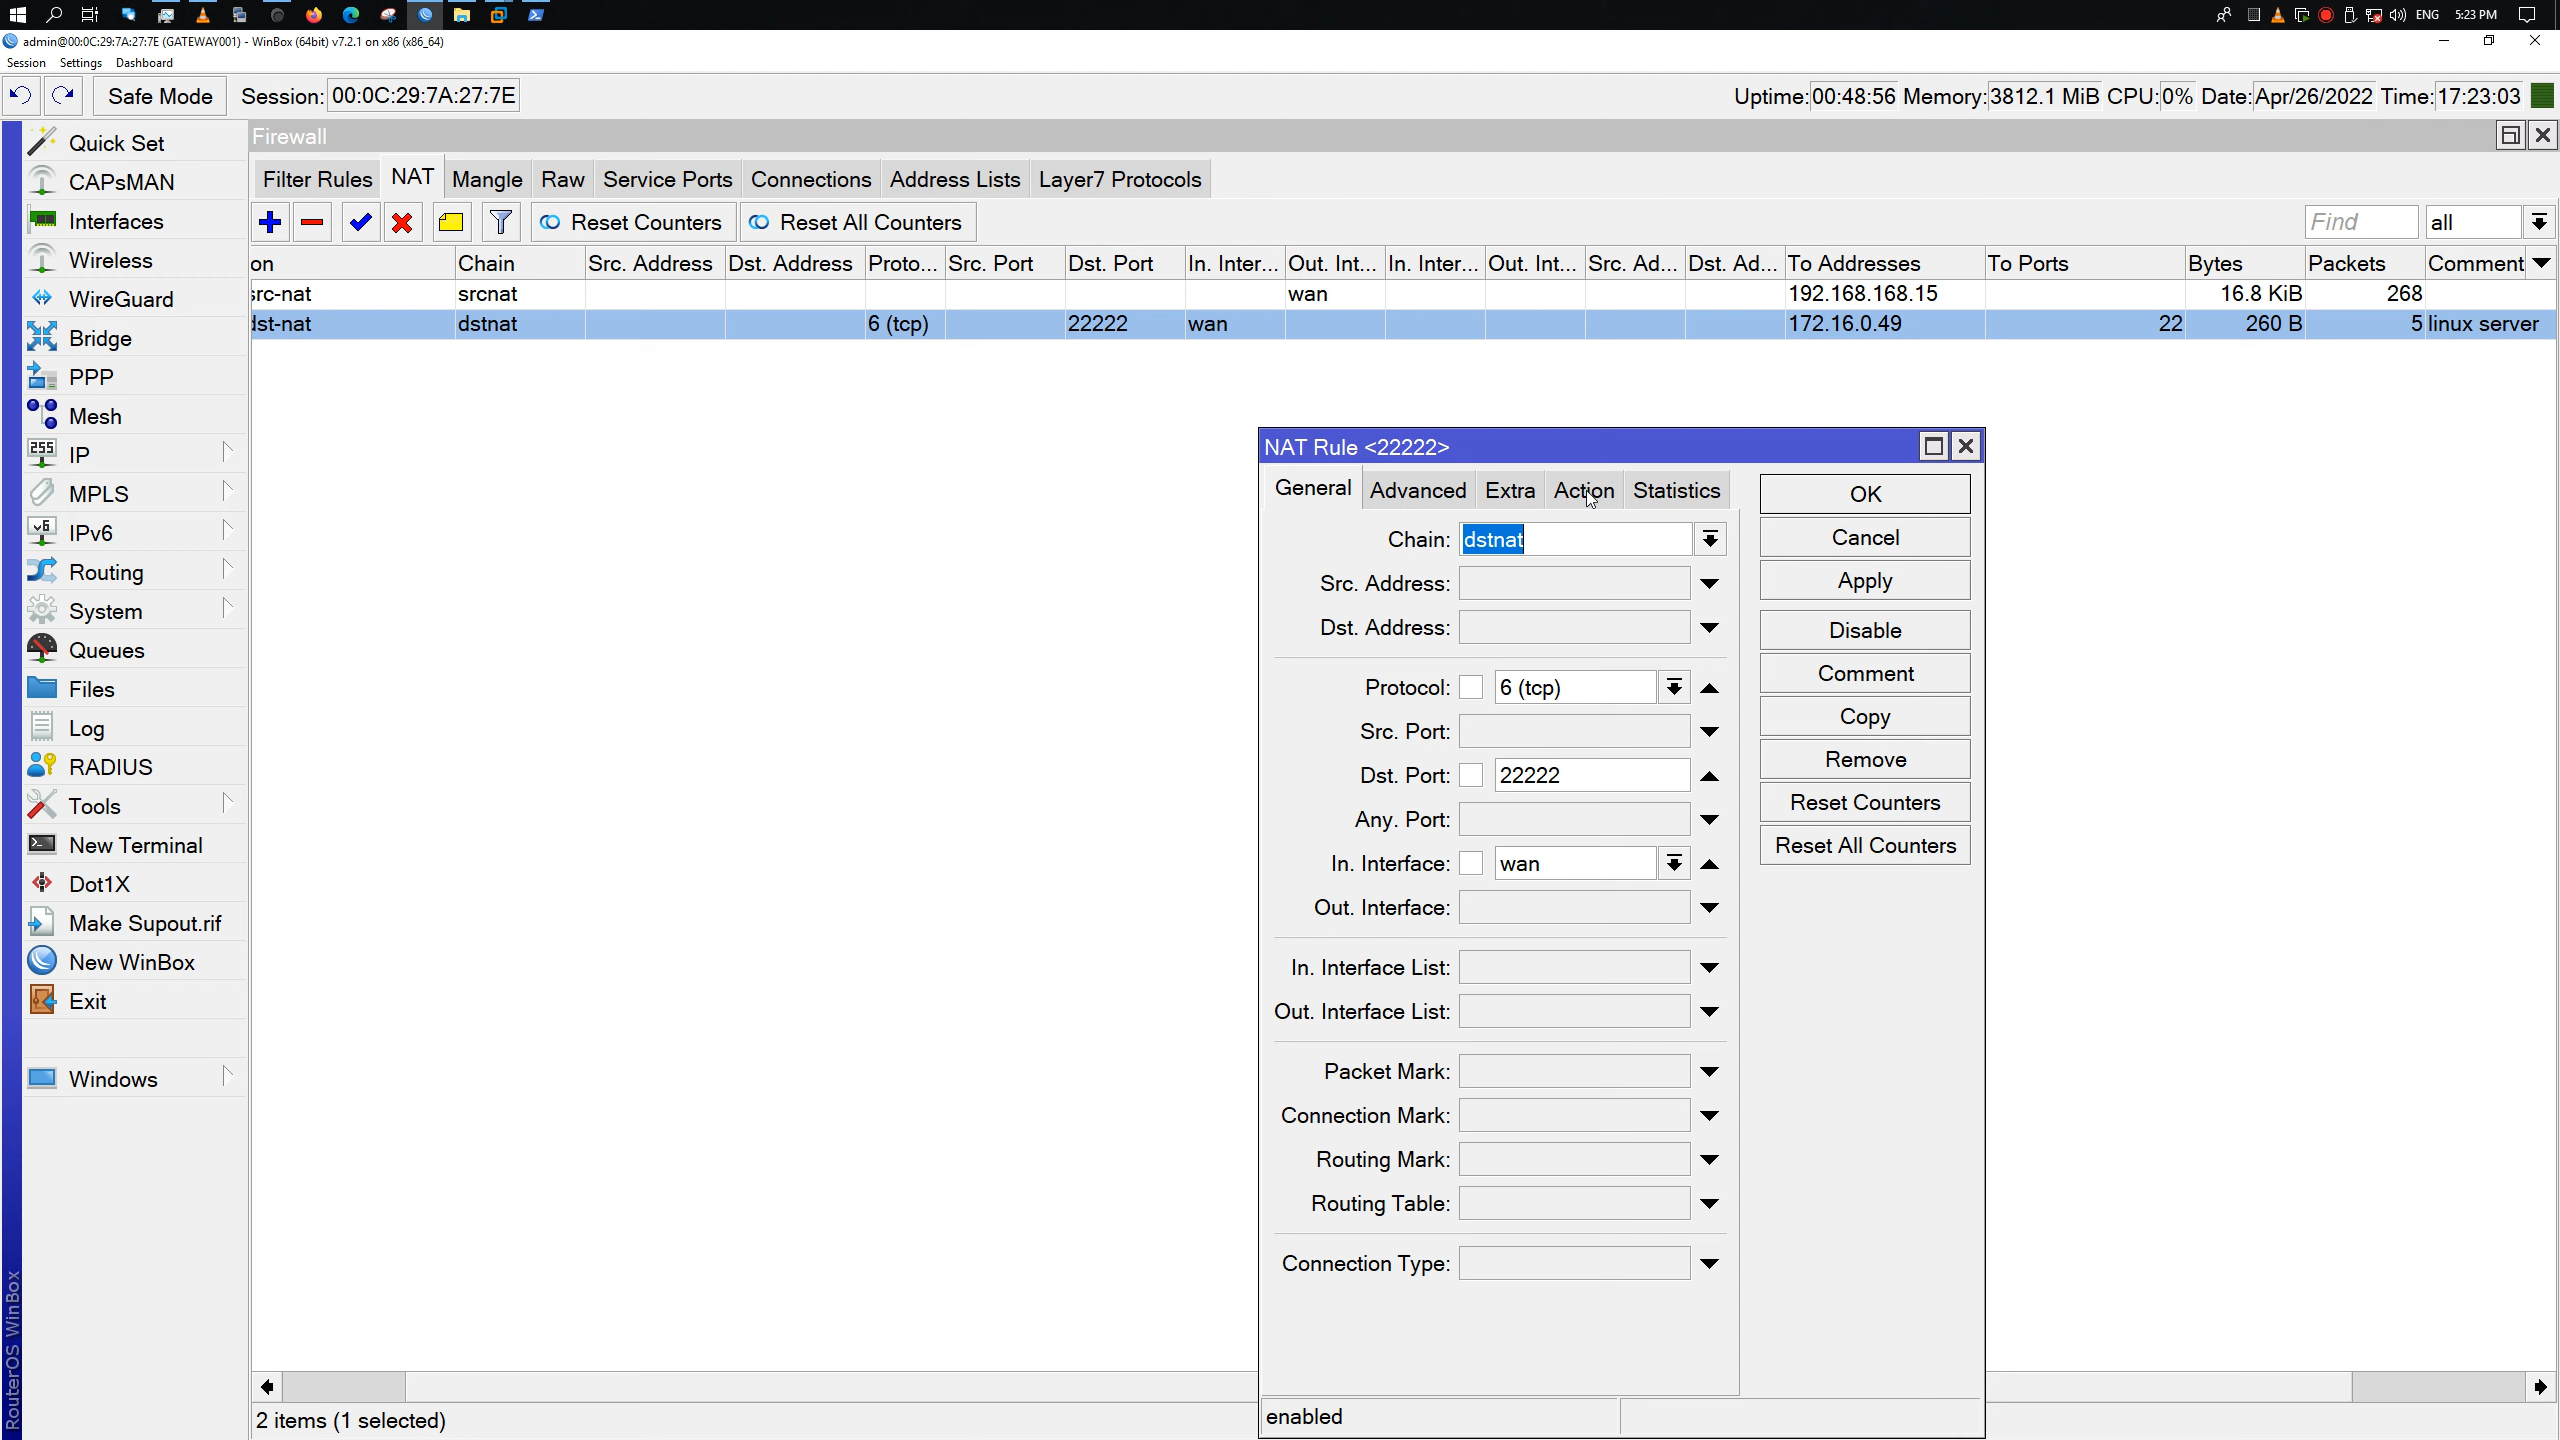 ENG 5:23 PM
admin@00:0C:29:7A:27:7E (GATEWAY001) - WinBox (64bit) v7.2.1 on x86 (x86_64)
Session Settings Dashboard
Safe Mode Session: 00:0C:29:7A:27:7E Uptime: 00:48:56 Memory: 3812.1 MiB CPU: 0% Date: Apr/26/2022 Time: 17:23:03
Quick Set
CAPsMAN
Interfaces
Wireless
WireGuard
Bridge
PPP
Mesh
255 IP
MPLS
v6 IPv6
Routing
System
Queues
Files
Log
RADIUS
Tools
New Terminal
Dot1X
Make Supout.rif
New WinBox
Exit
Windows
RouterOS WinBox
Firewall
Filter Rules NAT Mangle Raw Service Ports Connections Address Lists Layer7 Protocols
Reset Counters Reset All Counters Find all
on Chain Src. Address Dst. Address Proto... Src. Port Dst. Port In. Inter... Out. Int... In. Inter... Out. Int... Src. Ad... Dst. Ad... To Addresses To Ports Bytes Packets Comment
src-nat srcnat wan 192.168.168.15 16.8 KiB 268
dst-nat dstnat 6 (tcp) 22222 wan 172.16.0.49 22 260 B 5 linux server
NAT Rule <22222>
General Advanced Extra Action Statistics
Chain: dstnat
Src. Address:
Dst. Address:
Protocol: 6 (tcp)
Src. Port:
Dst. Port: 22222
Any. Port:
In. Interface: wan
Out. Interface:
In. Interface List:
Out. Interface List:
Packet Mark:
Connection Mark:
Routing Mark:
Routing Table:
Connection Type:
OK
Cancel
Apply
Disable
Comment
Copy
Remove
Reset Counters
Reset All Counters
enabled
2 items (1 selected)